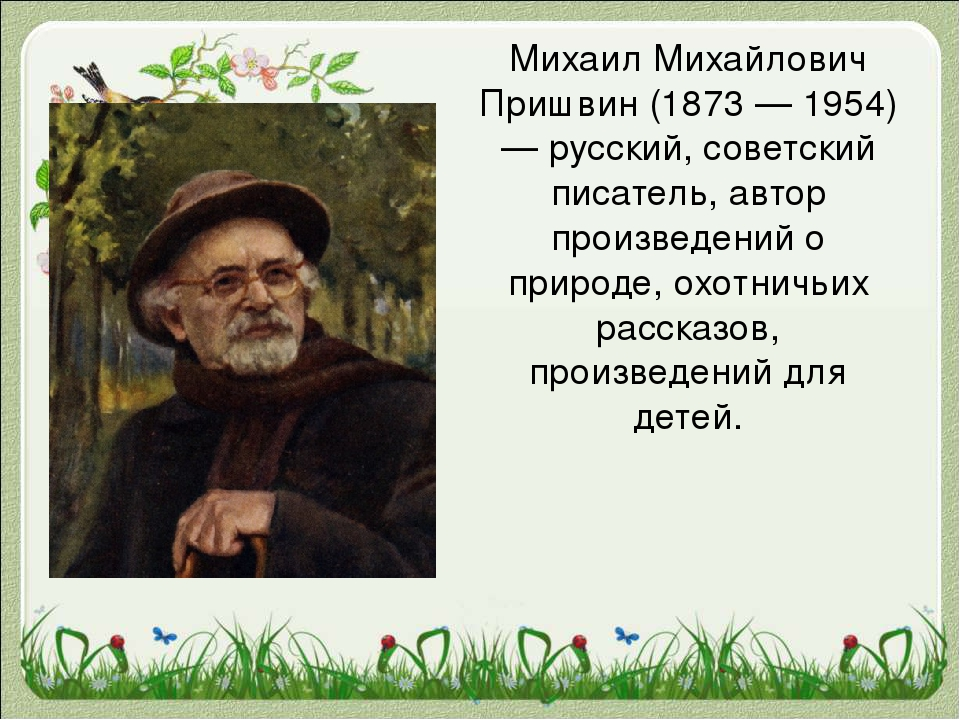 Михаил Михайлович
Пришвин (1873 — 1954)
— русский, советский
писатель, автор
произведений о
природе, охотничьих
рассказов,
произведений для
детей.